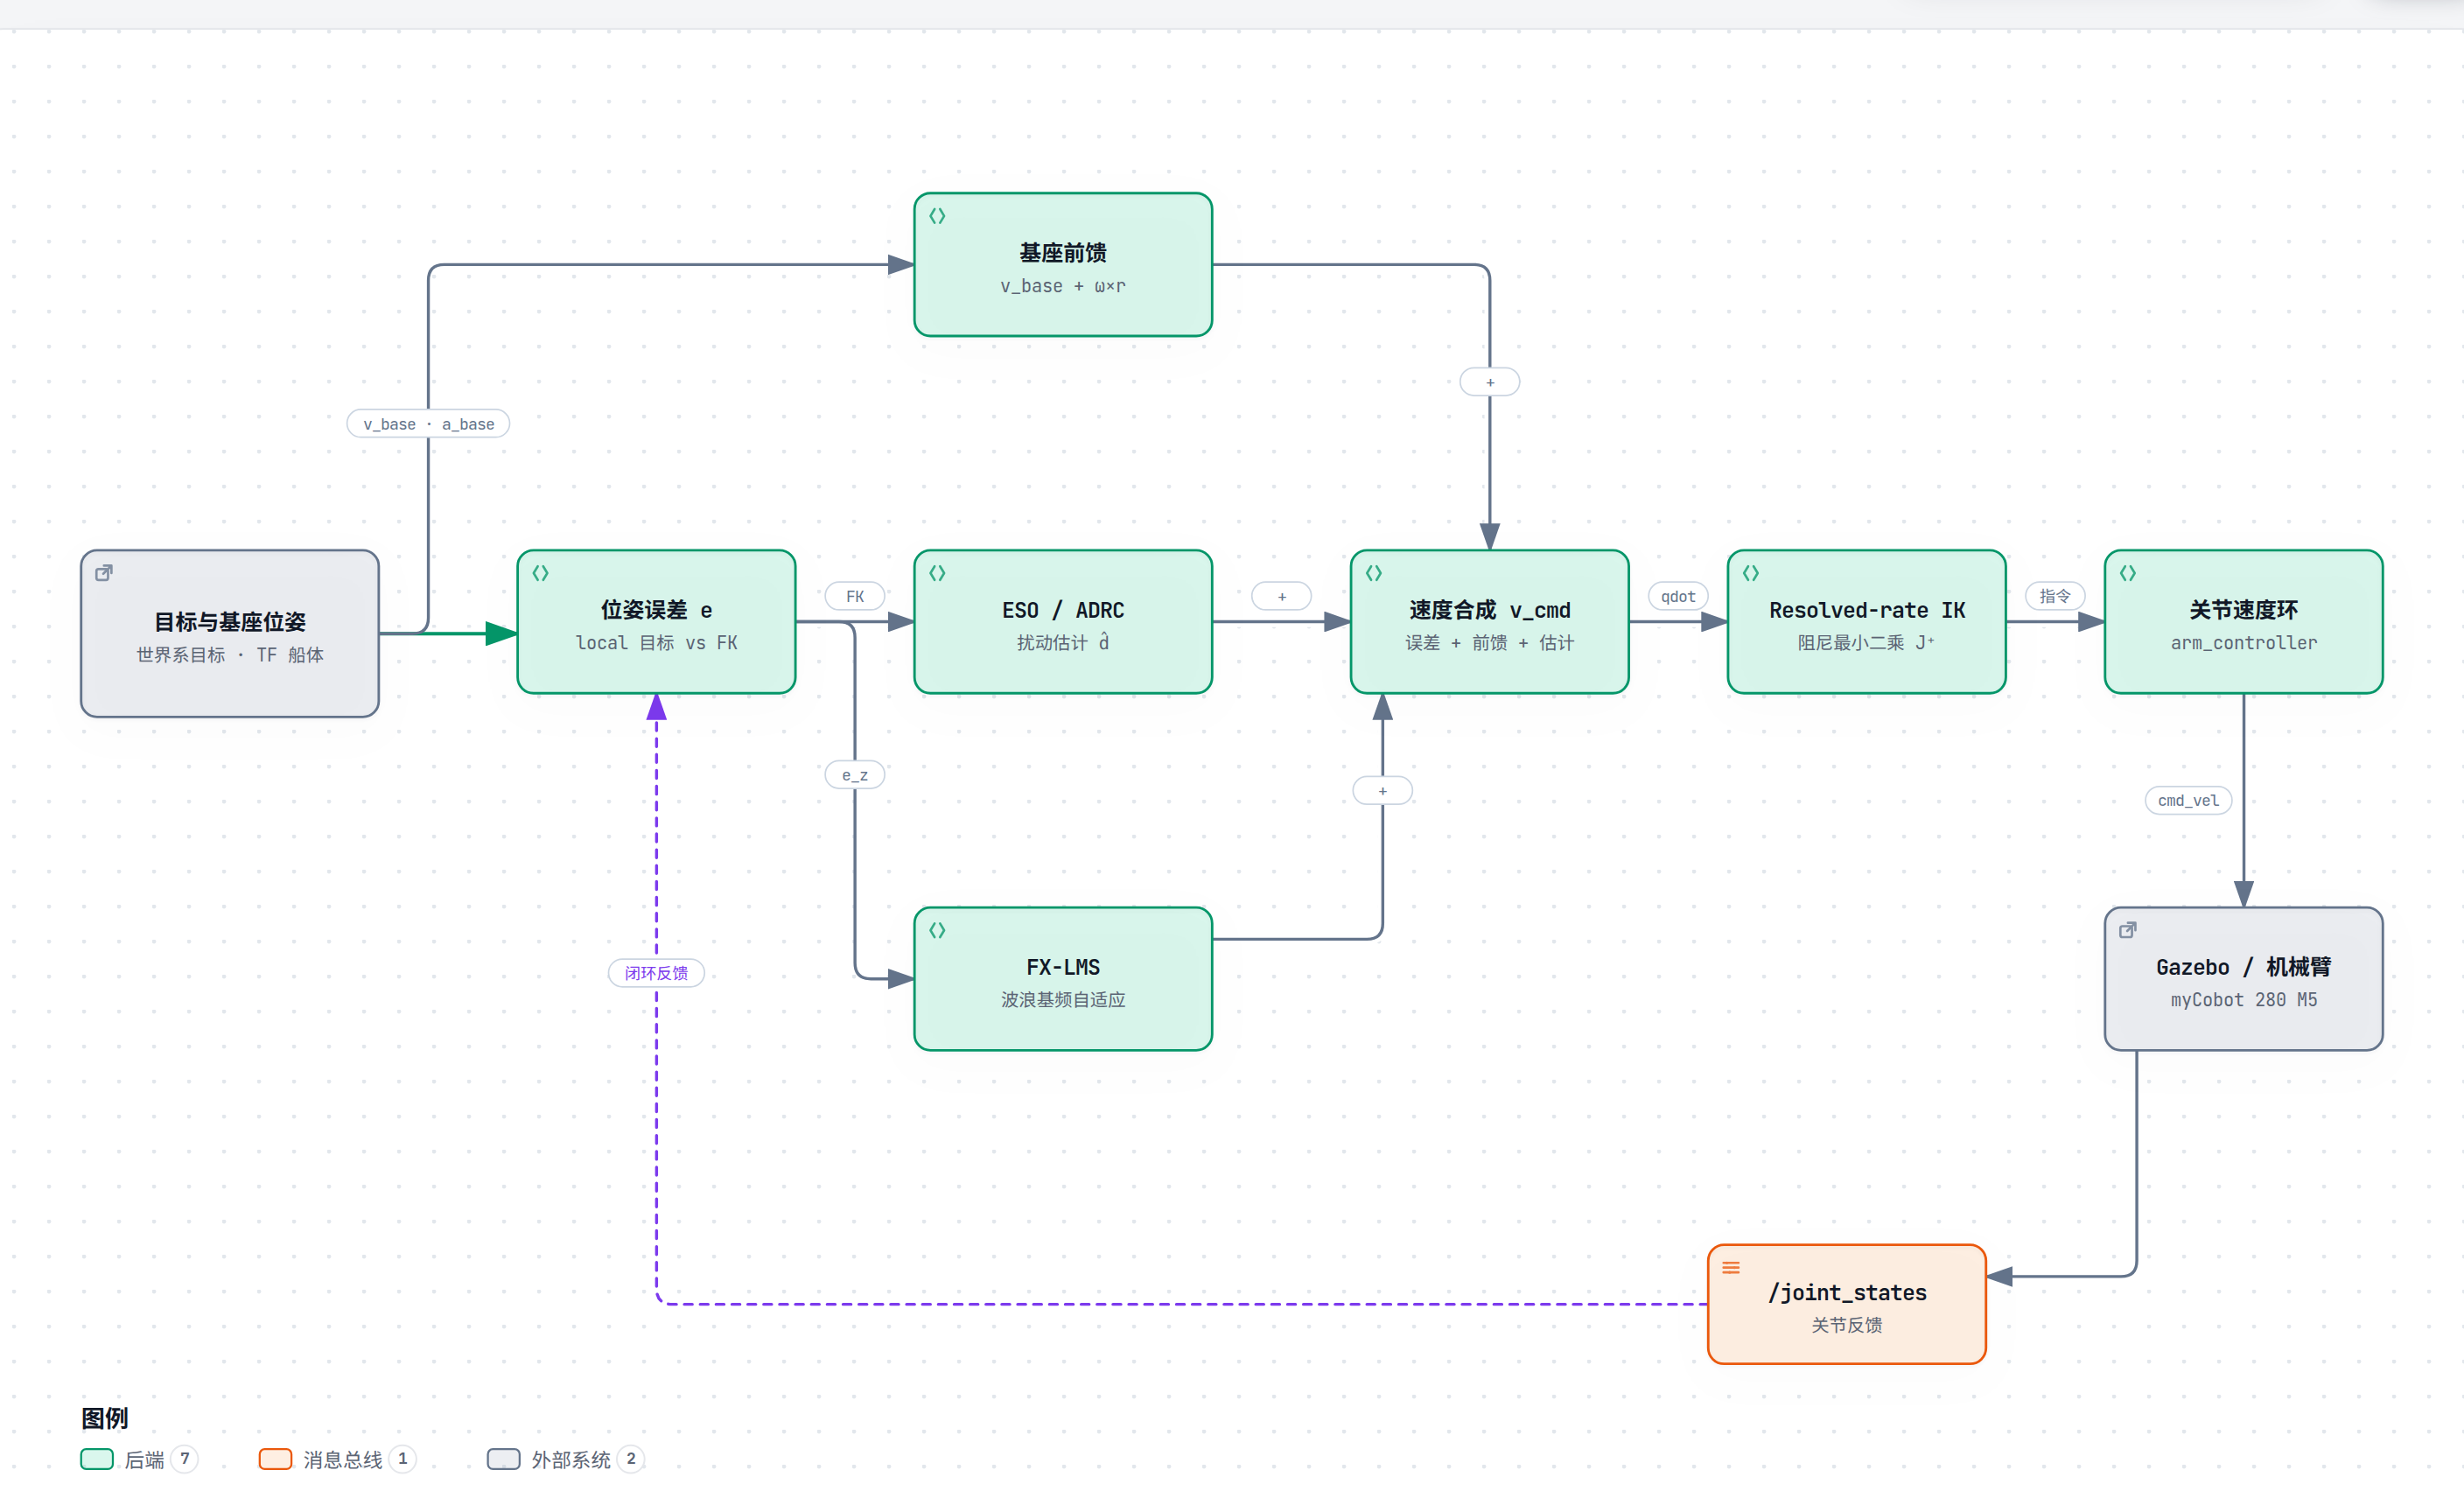 基座前馈
v_base + ω×r
+
v_base · a_base
目标与基座位姿
世界系目标 · TF 船体
位姿误差 e
local 目标 vs FK
FK
ESO / ADRC
扰动估计 d̂
+
速度合成 v_cmd
误差 + 前馈 + 估计
qdot
Resolved-rate IK
阻尼最小二乘 J⁺
指令
关节速度环
arm_controller
e_z
+
cmd_vel
闭环反馈
FX-LMS
波浪基频自适应
Gazebo / 机械臂
myCobot 280 M5
/joint_states
关节反馈
图例
后端 7
消息总线 1
外部系统 2